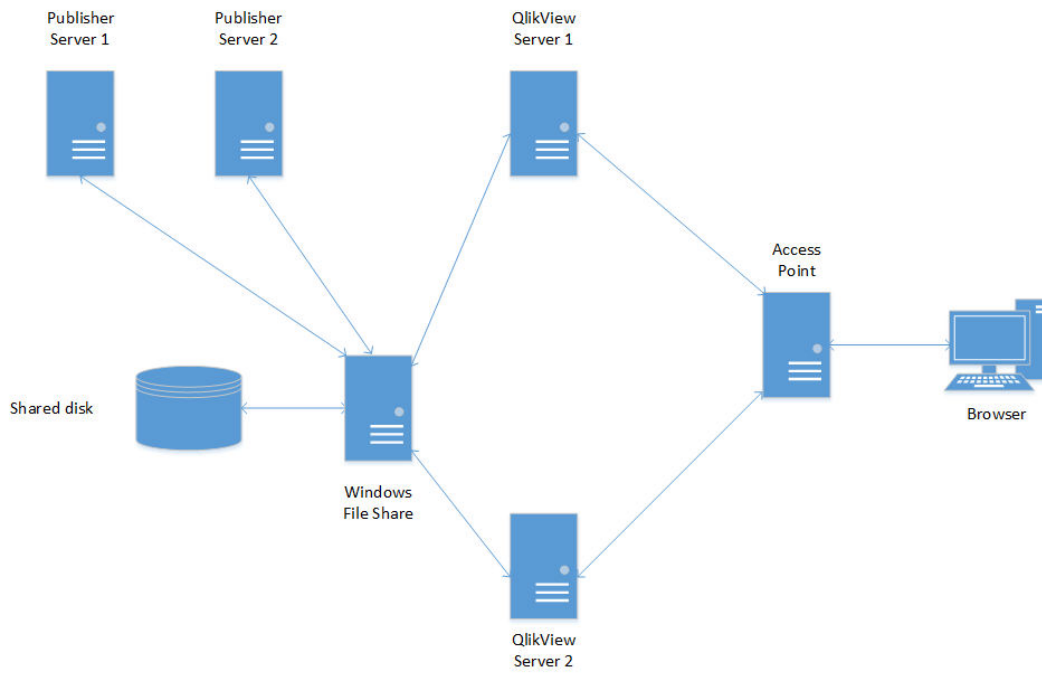 Publisher
Server 1
Publisher
Server 2
QlikView
Server 1
Access
Point
Shared disk
Browser
Windows
File Share
QlikView
Server 2